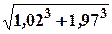 √(1,02³ + 1,97³)